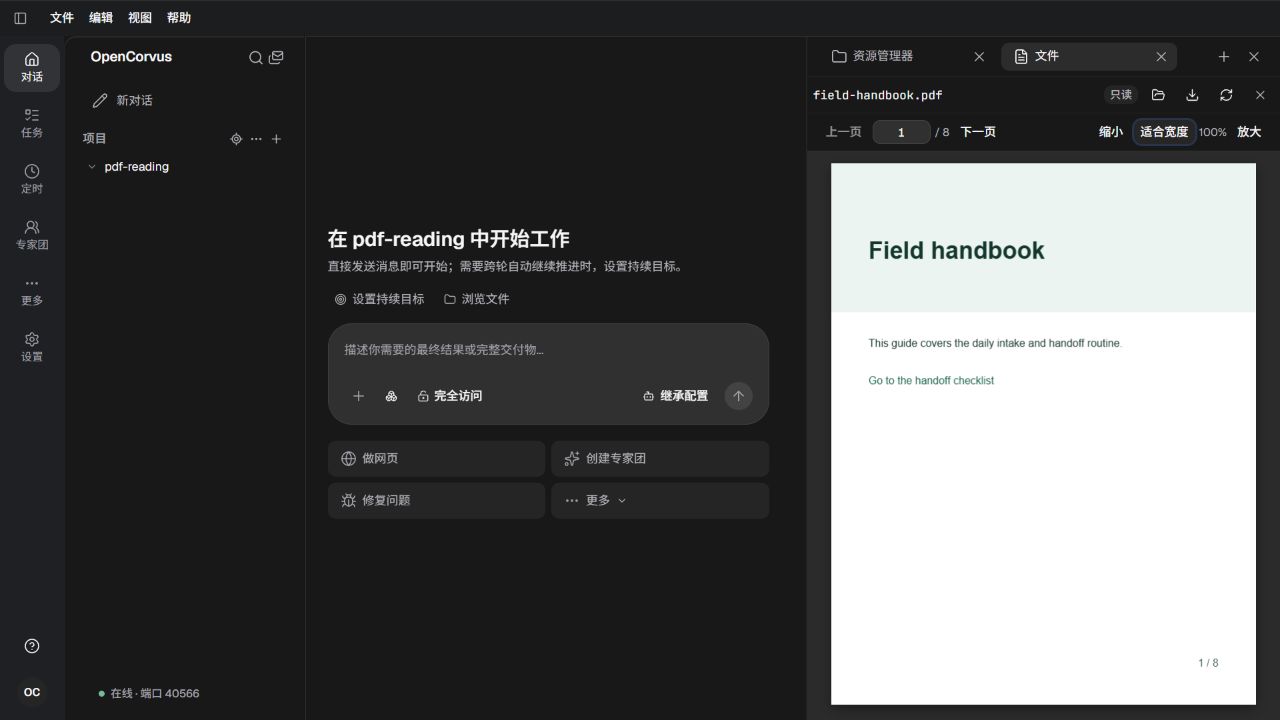 文件 编辑 视图 帮助
对话
任务
定时
专家团
更多
设置
OC
OpenCorvus
新对话
项目
pdf-reading
在线 · 端口 40566
在 pdf-reading 中开始工作
直接发送消息即可开始；需要跨轮自动继续推进时，设置持续目标。
设置持续目标 浏览文件
描述你需要的最终结果或完整交付物...
完全访问 继承配置
做网页 创建专家团
修复问题 更多
资源管理器 文件
field-handbook.pdf 只读
上一页 1 / 8 下一页 缩小 适合宽度 100% 放大
Field handbook
This guide covers the daily intake and handoff routine.
Go to the handoff checklist
1 / 8